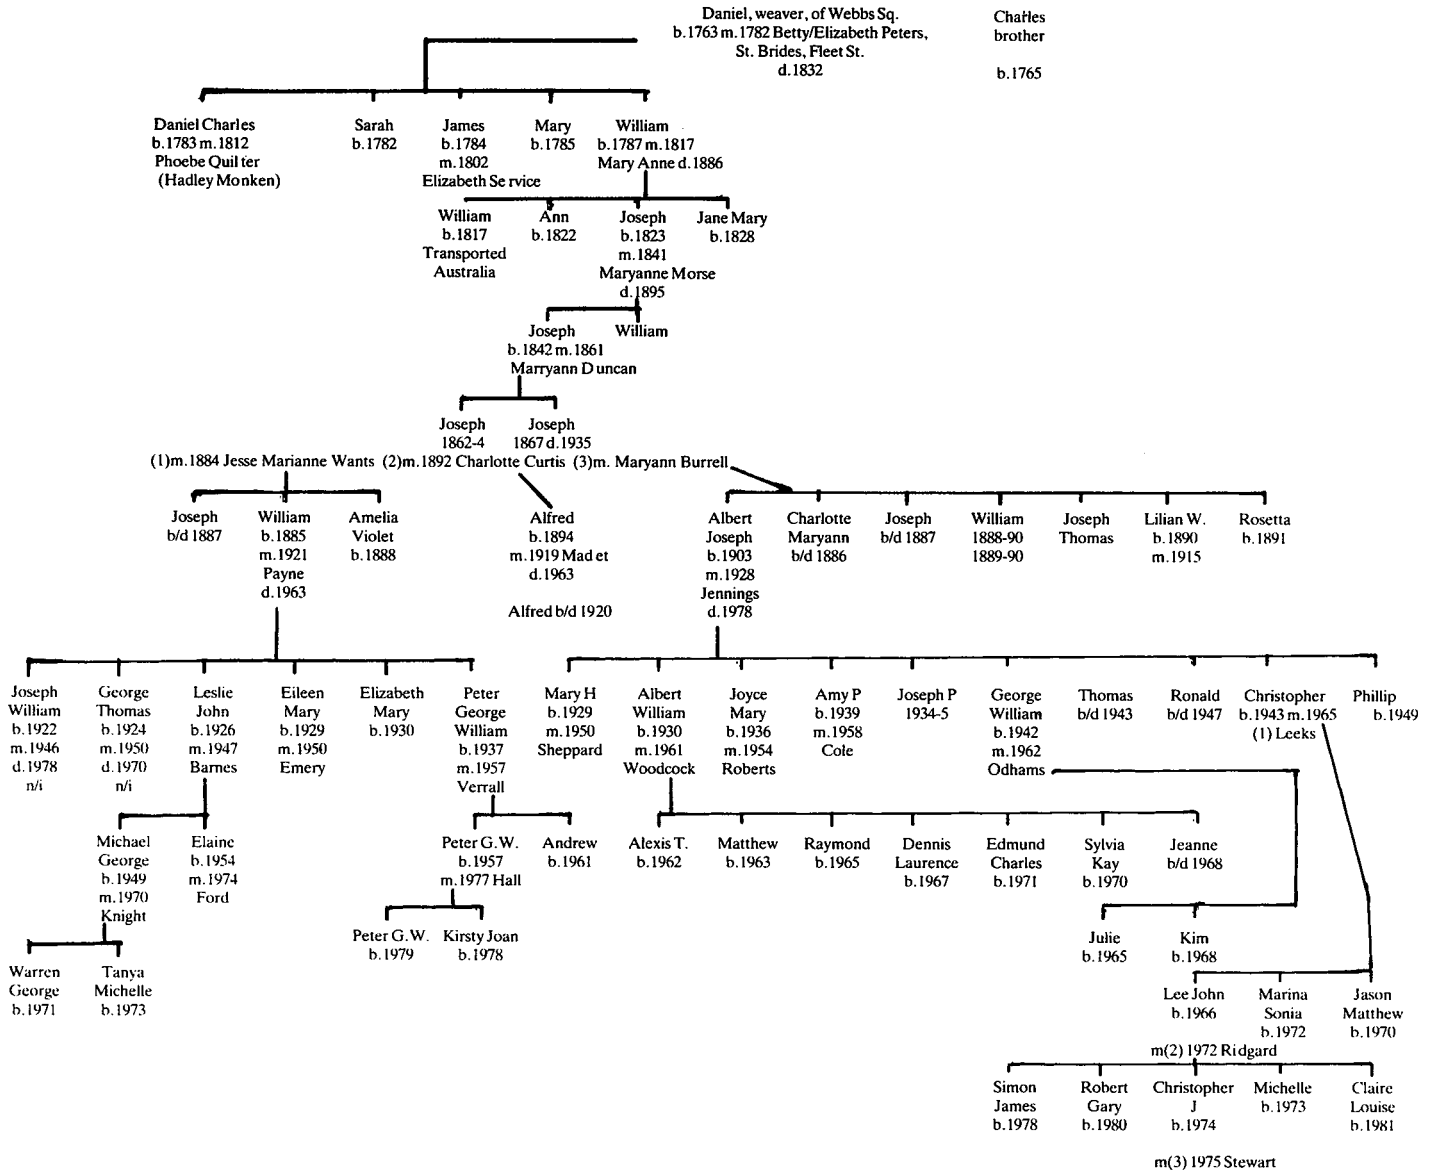 Daniel, weaver, of Webbs Sq.
b.1763 m.1782 Betty/Elizabeth Peters,
St. Brides, Fleet St.
d.1832
Charles
brother
b.1765
Daniel Charles
b.1783 m.1812
Phoebe Quilter
(Hadley Monken)
Sarah
b.1782
James
b.1784
m.1802
Elizabeth Service
Mary
b.1785
William
b.1787 m.1817
Mary Anne d.1886
William
b.1817
Transported
Australia
Ann
b.1822
Joseph
b.1823
m.1841
Maryanne Morse
d.1895
Jane Mary
b.1828
Joseph
b.1842 m.1861
Marryann Duncan
William
Joseph
1862-4
Joseph
1867 d.1935
(1)m.1884 Jesse Marianne Wants (2)m.1892 Charlotte Curtis (3)m. Maryann Burrell
Joseph
b/d 1887
William
b.1885
m.1921
Payne
d.1963
Amelia
Violet
b.1888
Alfred
b.1894
m.1919 Madet
d.1963
Alfred b/d 1920
Albert
Joseph
b.1903
m.1928
Jennings
d.1978
Charlotte
Maryann
b/d 1886
Joseph
b/d 1887
William
1888-90
1889-90
Joseph
Thomas
Lilian W.
b.1890
m.1915
Rosetta
b.1891
Joseph
William
b.1922
m.1946
d.1978
n/i
George
Thomas
b.1924
m.1950
d.1970
n/i
Leslie
John
b.1926
m.1947
Barnes
Eileen
Mary
b.1929
m.1950
Emery
Elizabeth
Mary
b.1930
Peter
George
William
b.1937
m.1957
Verrall
Mary H
b.1929
m.1950
Sheppard
Albert
William
b.1930
m.1961
Woodcock
Joyce
Mary
b.1936
m.1954
Roberts
Amy P
b.1939
m.1958
Cole
Joseph P
1934-5
George
William
b.1942
m.1962
Odhams
Thomas
b/d 1943
Ronald
b/d 1947
Christopher
b.1943 m.1965
(1) Leeks
Phillip
b.1949
Michael
George
b.1949
m.1970
Knight
Elaine
b.1954
m.1974
Ford
Peter G.W.
b.1957
m.1977 Hall
Andrew
b.1961
Alexis T.
b.1962
Matthew
b.1963
Raymond
b.1965
Dennis
Laurence
b.1967
Edmund
Charles
b.1971
Sylvia
Kay
b.1970
Jeanne
b/d 1968
Peter G.W.
b.1979
Kirsty Joan
b.1978
Julie
b.1965
Kim
b.1968
Warren
George
b.1971
Tanya
Michelle
b.1973
Lee John
b.1966
Marina
Sonia
b.1972
Jason
Matthew
b.1970
m(2) 1972 Ridgard
Simon
James
b.1978
Robert
Gary
b.1980
Christopher
J
b.1974
Michelle
b.1973
Claire
Louise
b.1981
m(3) 1975 Stewart